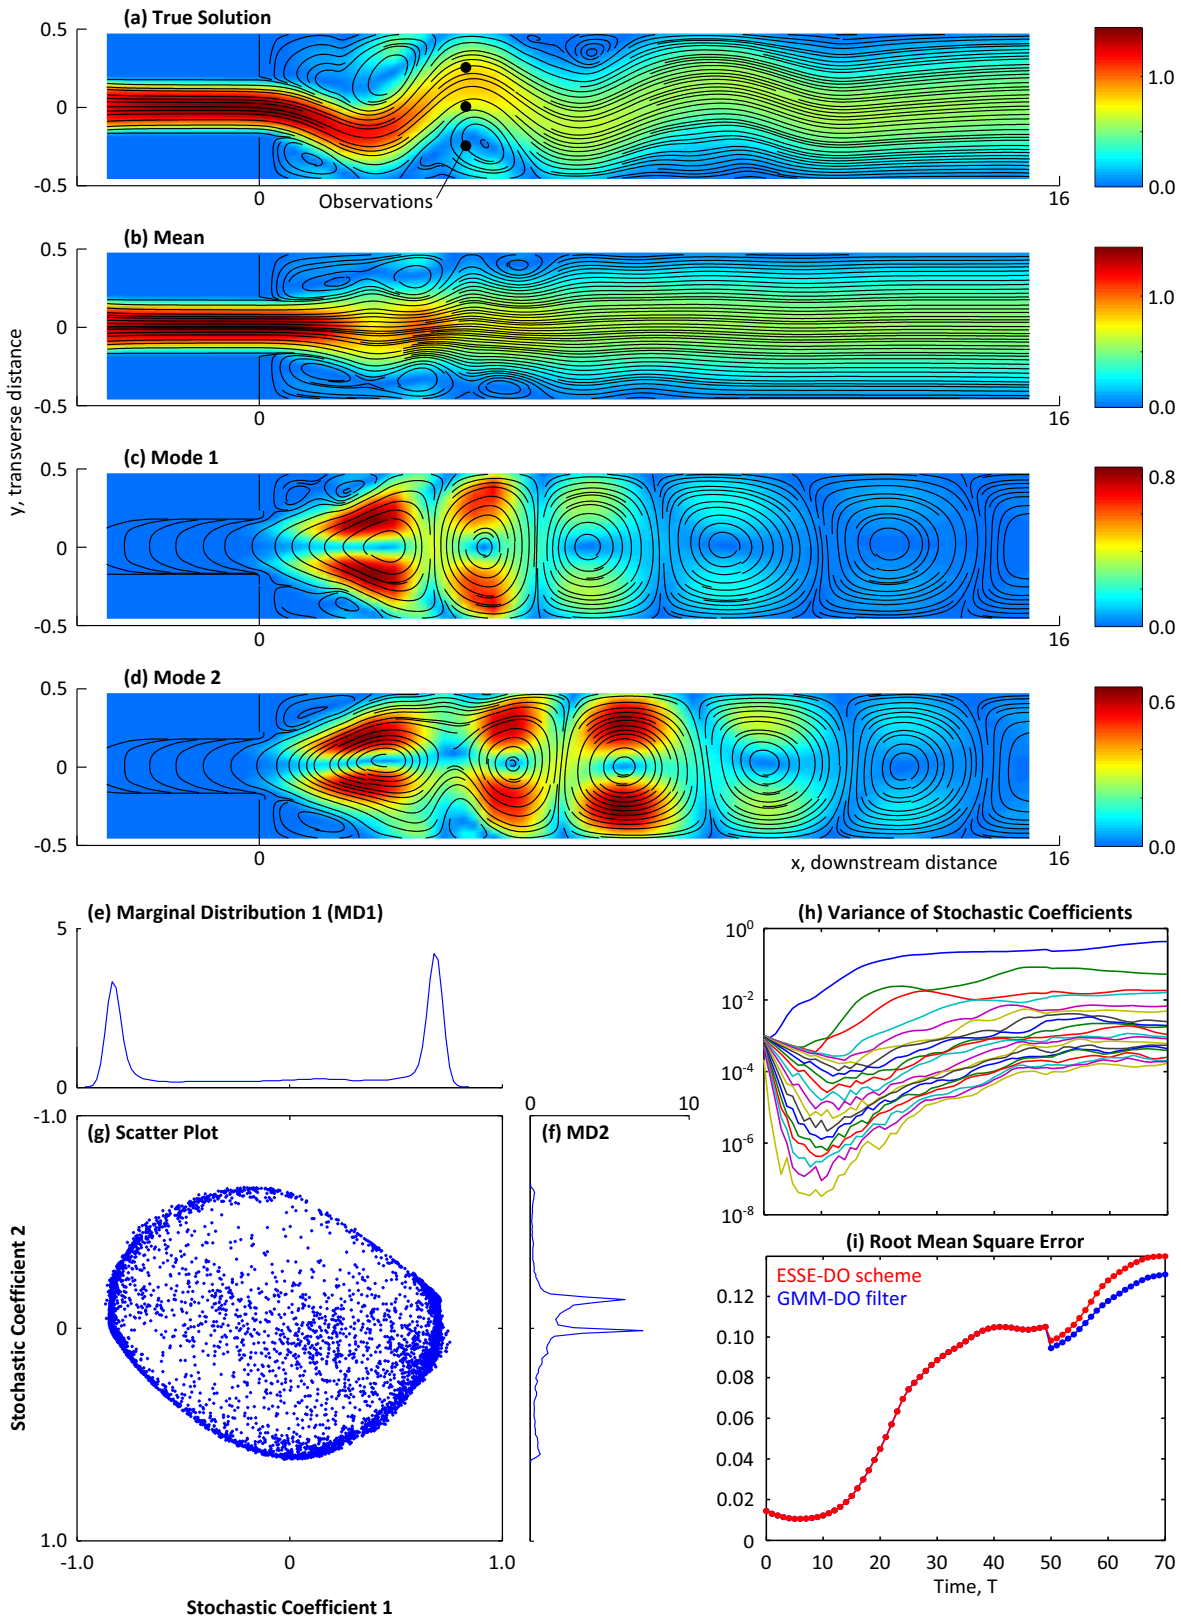 (a) True Solution
0.5
0
-0.5
0
Observations
16
1.0
0.0
(b) Mean
0.5
0
-0.5
0
16
1.0
0.0
y, transverse distance
(c) Mode 1
0.5
0
-0.5
0
16
0.8
0.0
(d) Mode 2
0.5
0
-0.5
0
x, downstream distance
16
0.6
0.0
(e) Marginal Distribution 1 (MD1)
5
0
(g) Scatter Plot
-1.0
0
1.0
-1.0
0
1.0
Stochastic Coefficient 2
Stochastic Coefficient 1
0
10
(f) MD2
(h) Variance of Stochastic Coefficients
10⁰
10⁻²
10⁻⁴
10⁻⁶
10⁻⁸
(i) Root Mean Square Error
ESSE-DO scheme
GMM-DO filter
0.12
0.10
0.08
0.06
0.04
0.02
0
0 10 20 30 40 50 60 70
Time, T